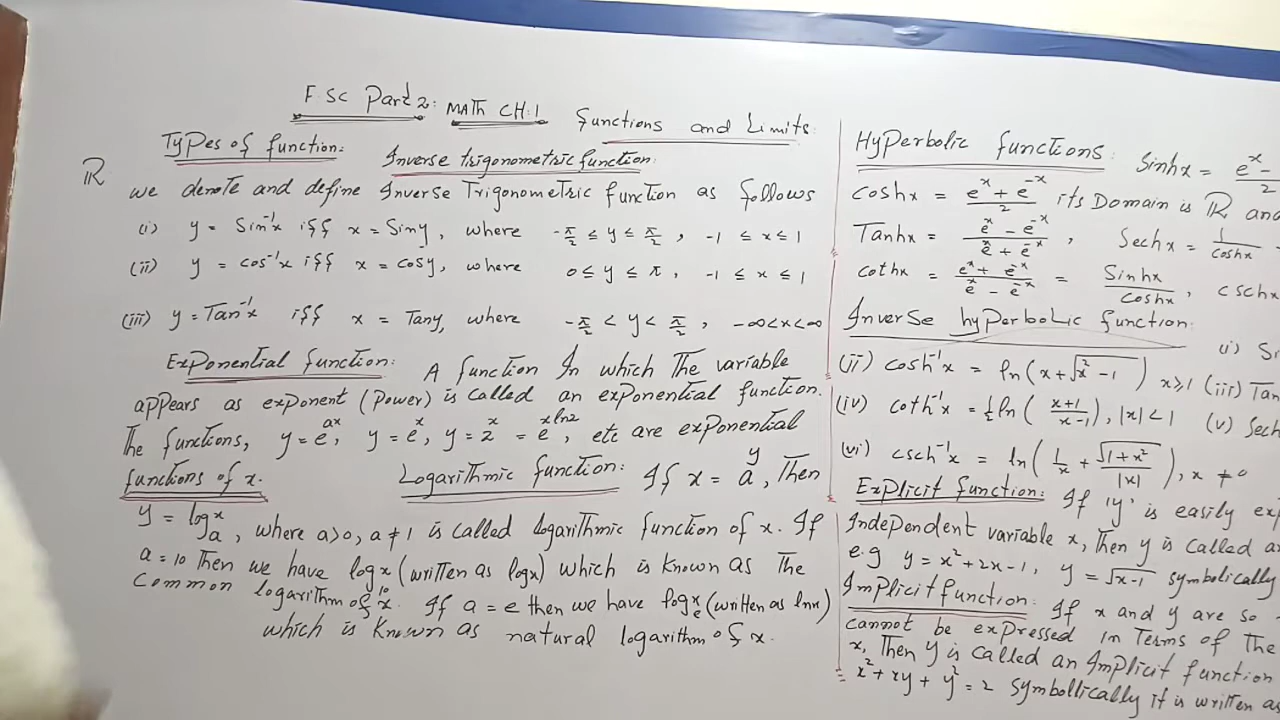 F.SC Part 2: MATH CH:1 Functions and Limits:
Types of function: Inverse trigonometric function:
ℝ we denote and define Inverse Trigonometric function as follows
(i) y = Sin⁻¹x iff x = Siny, where -π/2 ≤ y ≤ π/2, -1 ≤ x ≤ 1
(ii) y = cos⁻¹x iff x = cosy, where 0 ≤ y ≤ π, -1 ≤ x ≤ 1
(iii) y = Tan⁻¹x iff x = Tany, where -π/2 < y < π/2, -∞<x<∞
Exponential function: A function In which The variable
appears as exponent (Power) is called an exponential function.
The functions, y = e^ax, y = e^x, y = 2^x = e^xln2, etc are exponential
functions of x. Logarithmic function: If x = a^y, Then
y = log_a x, where a>0, a≠1 is called logarithmic function of x. If
a = 10 Then we have log_10 x (written as logx) which is known as The
Common logarithm of x. If a = e then we have log_e x (written as lnx)
which is known as natural logarithm of x.
Hyperbolic functions: Sinhx = e^x - / 2
coshx = (e^x + e^-x)/2 its Domain is ℝ and
Tanhx = (e^x - e^-x)/(e^x + e^-x), Sechx = 1/coshx
cothx = (e^x + e^-x)/(e^x - e^-x) = Sinhx/coshx, cschx
Inverse hyperbolic function:
(i)
(ii) cosh⁻¹x = ln(x + √(x² - 1)) x⩾1 (iii) Tan
(iv) coth⁻¹x = ½ ln((x+1)/(x-1)), |x| < 1 (v) Sech
(vi) csch⁻¹x = ln(1/x + √(1+x²)/|x|), x ≠ 0
Explicit function: If 'y' is easily
Independent variable x, Then y is called
e.g y = x² + 2x - 1, y = √(x-1) symbolically
Implicit function: If x and y are so
cannot be expressed in Terms of The
x, Then y is called an Implicit function
x² + xy + y² = 2 symbollically it is written as